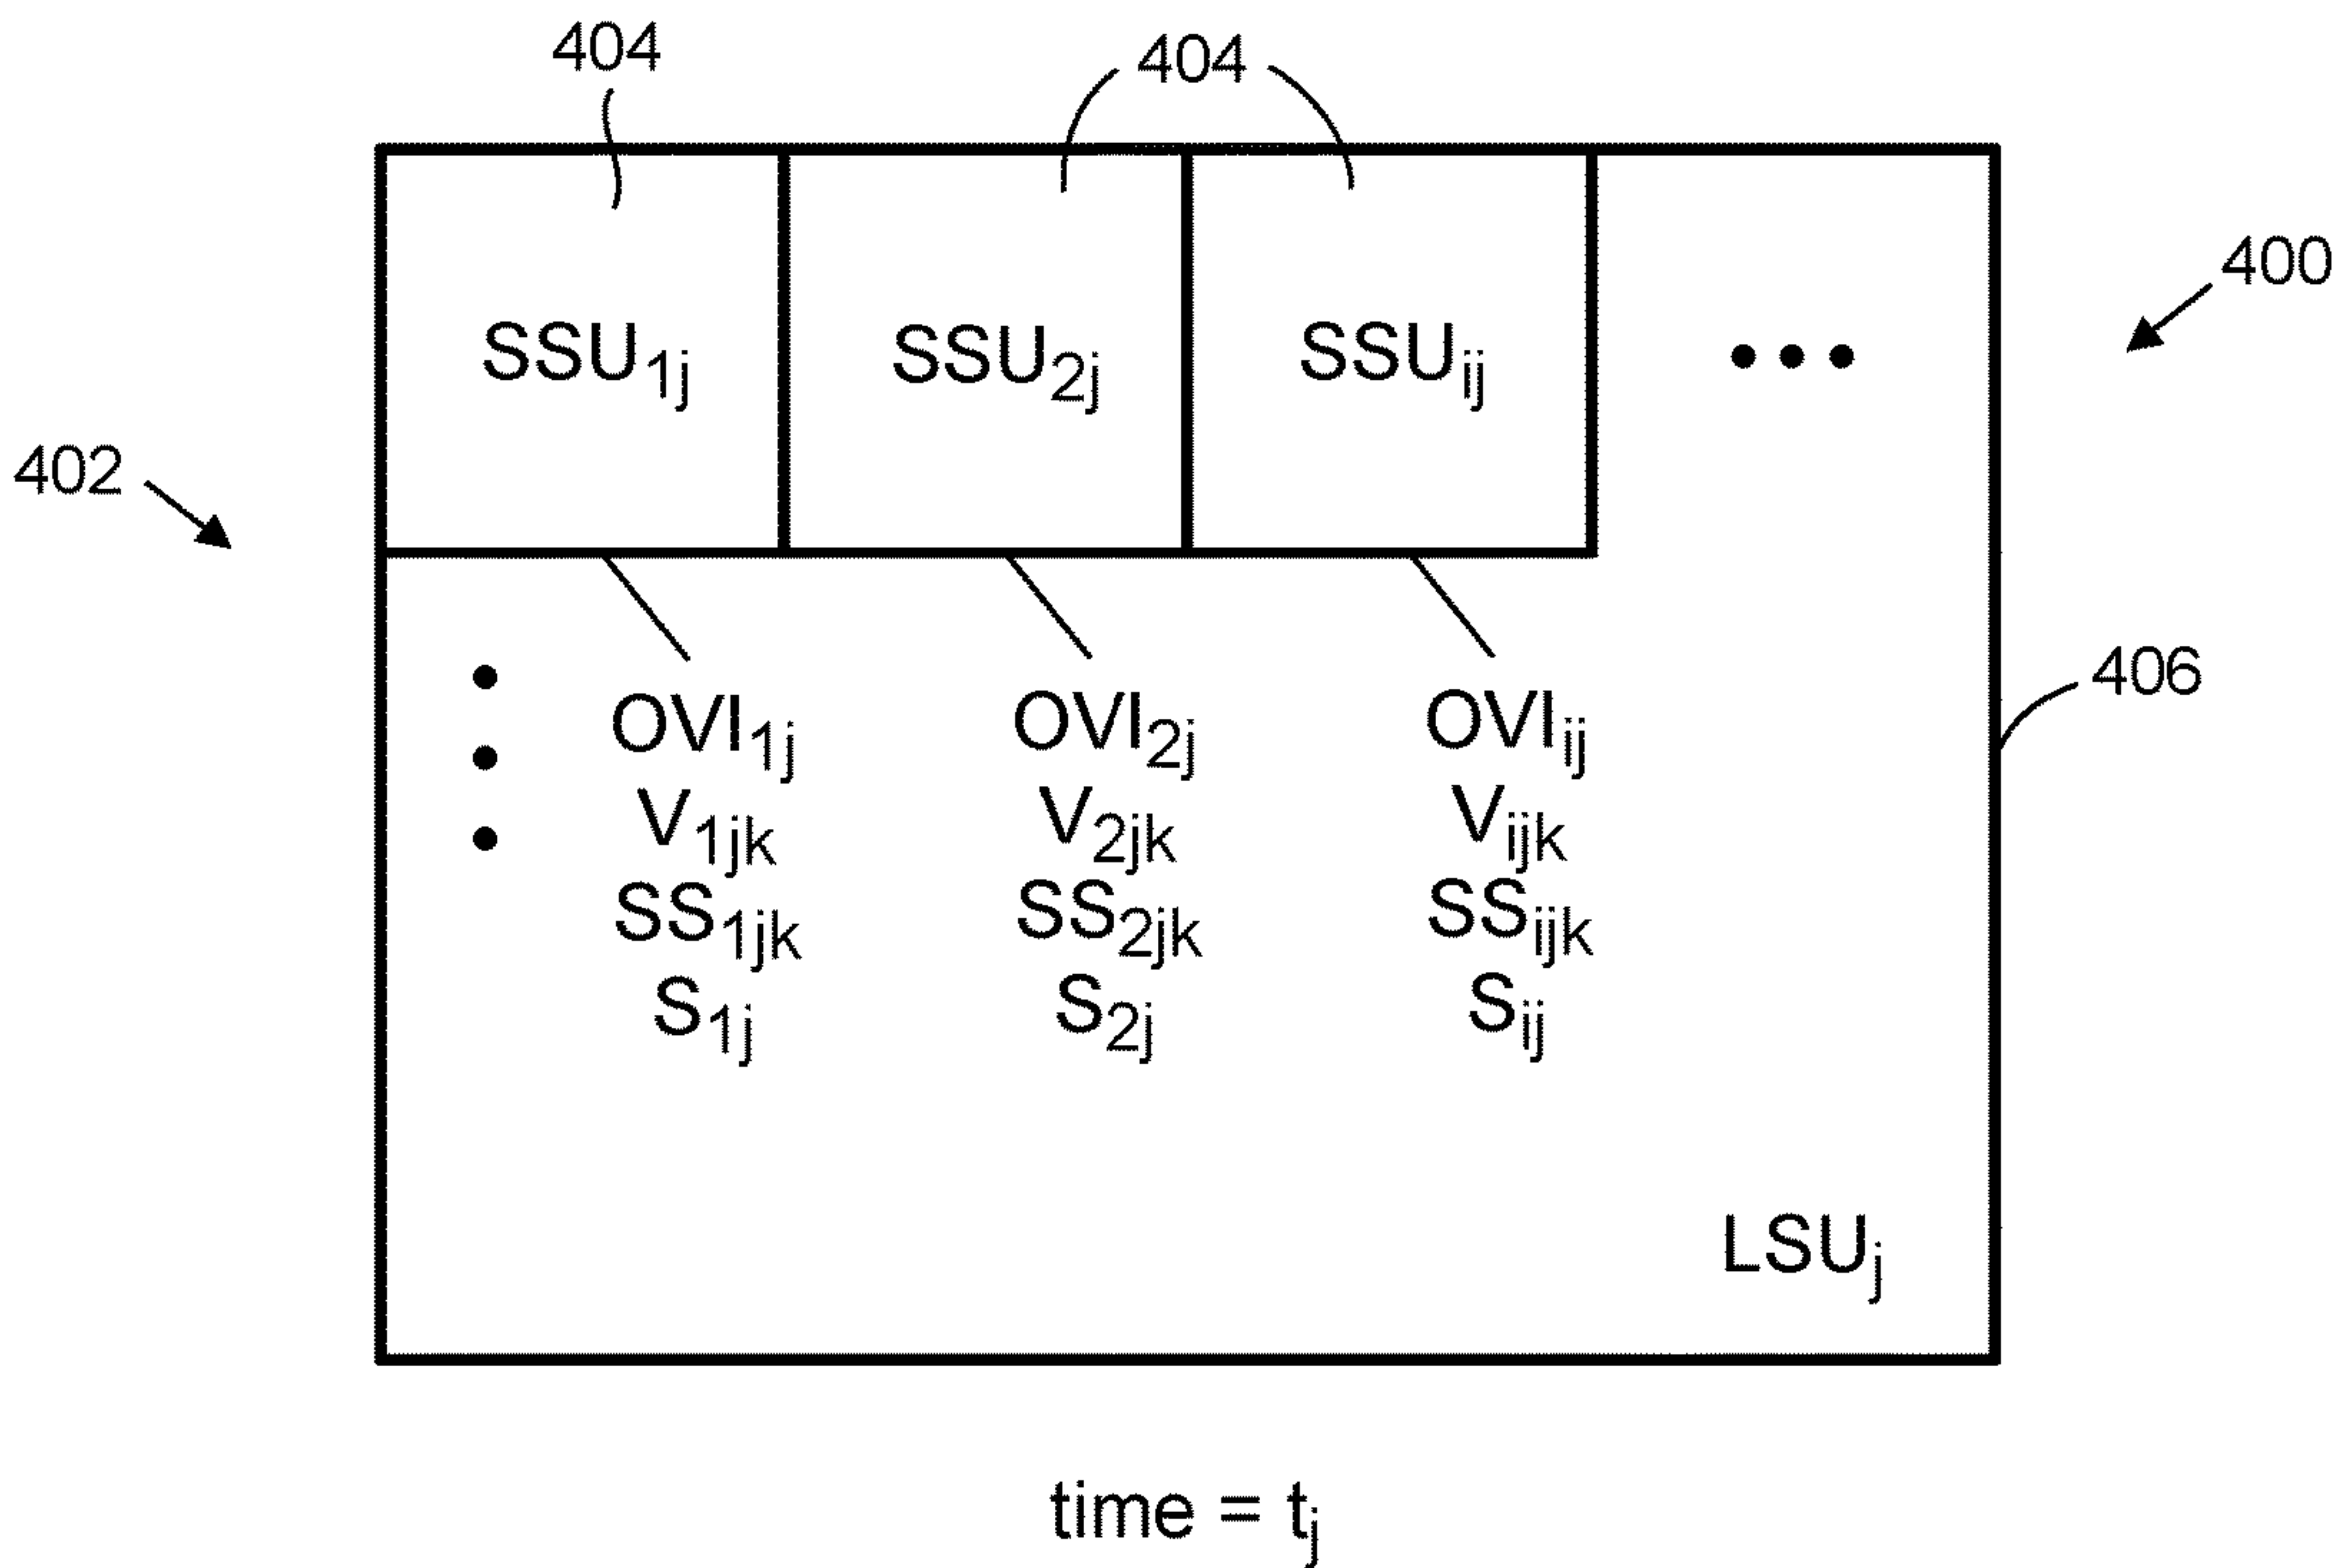 404 404
400
SSU₁ⱼ SSU₂ⱼ SSUᵢⱼ •••
402
406
OVI₁ⱼ OVI₂ⱼ OVIᵢⱼ
V₁ⱼₖ V₂ⱼₖ Vᵢⱼₖ
SS₁ⱼₖ SS₂ⱼₖ SSᵢⱼₖ
S₁ⱼ S₂ⱼ Sᵢⱼ
LSUⱼ
time = tⱼ